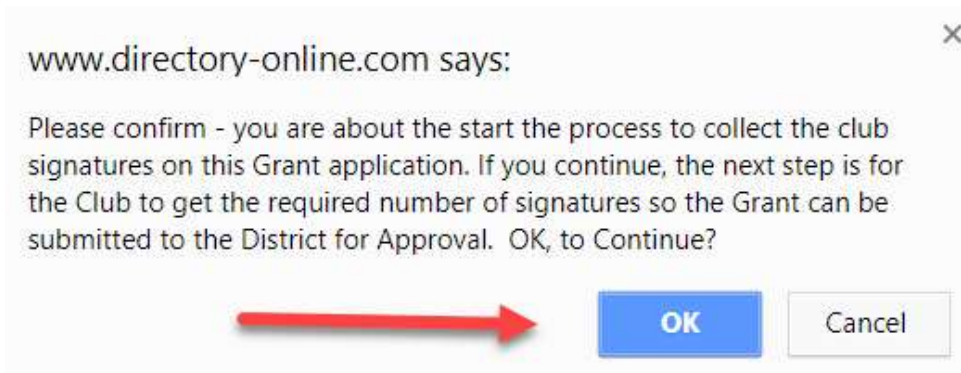 www.directory-online.com says:
Please confirm - you are about the start the process to collect the club
signatures on this Grant application. If you continue, the next step is for
the Club to get the required number of signatures so the Grant can be
submitted to the District for Approval.  OK, to Continue?
OK
Cancel